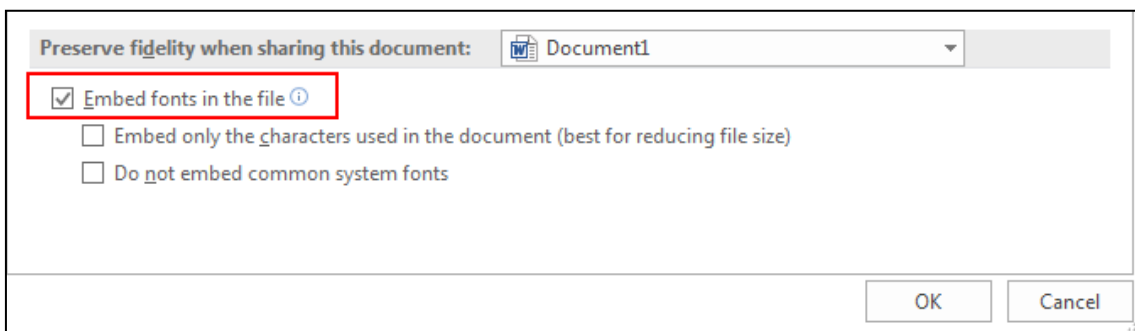 Preserve fidelity when sharing this document: Document1
Embed fonts in the file
Embed only the characters used in the document (best for reducing file size)
Do not embed common system fonts
OK Cancel